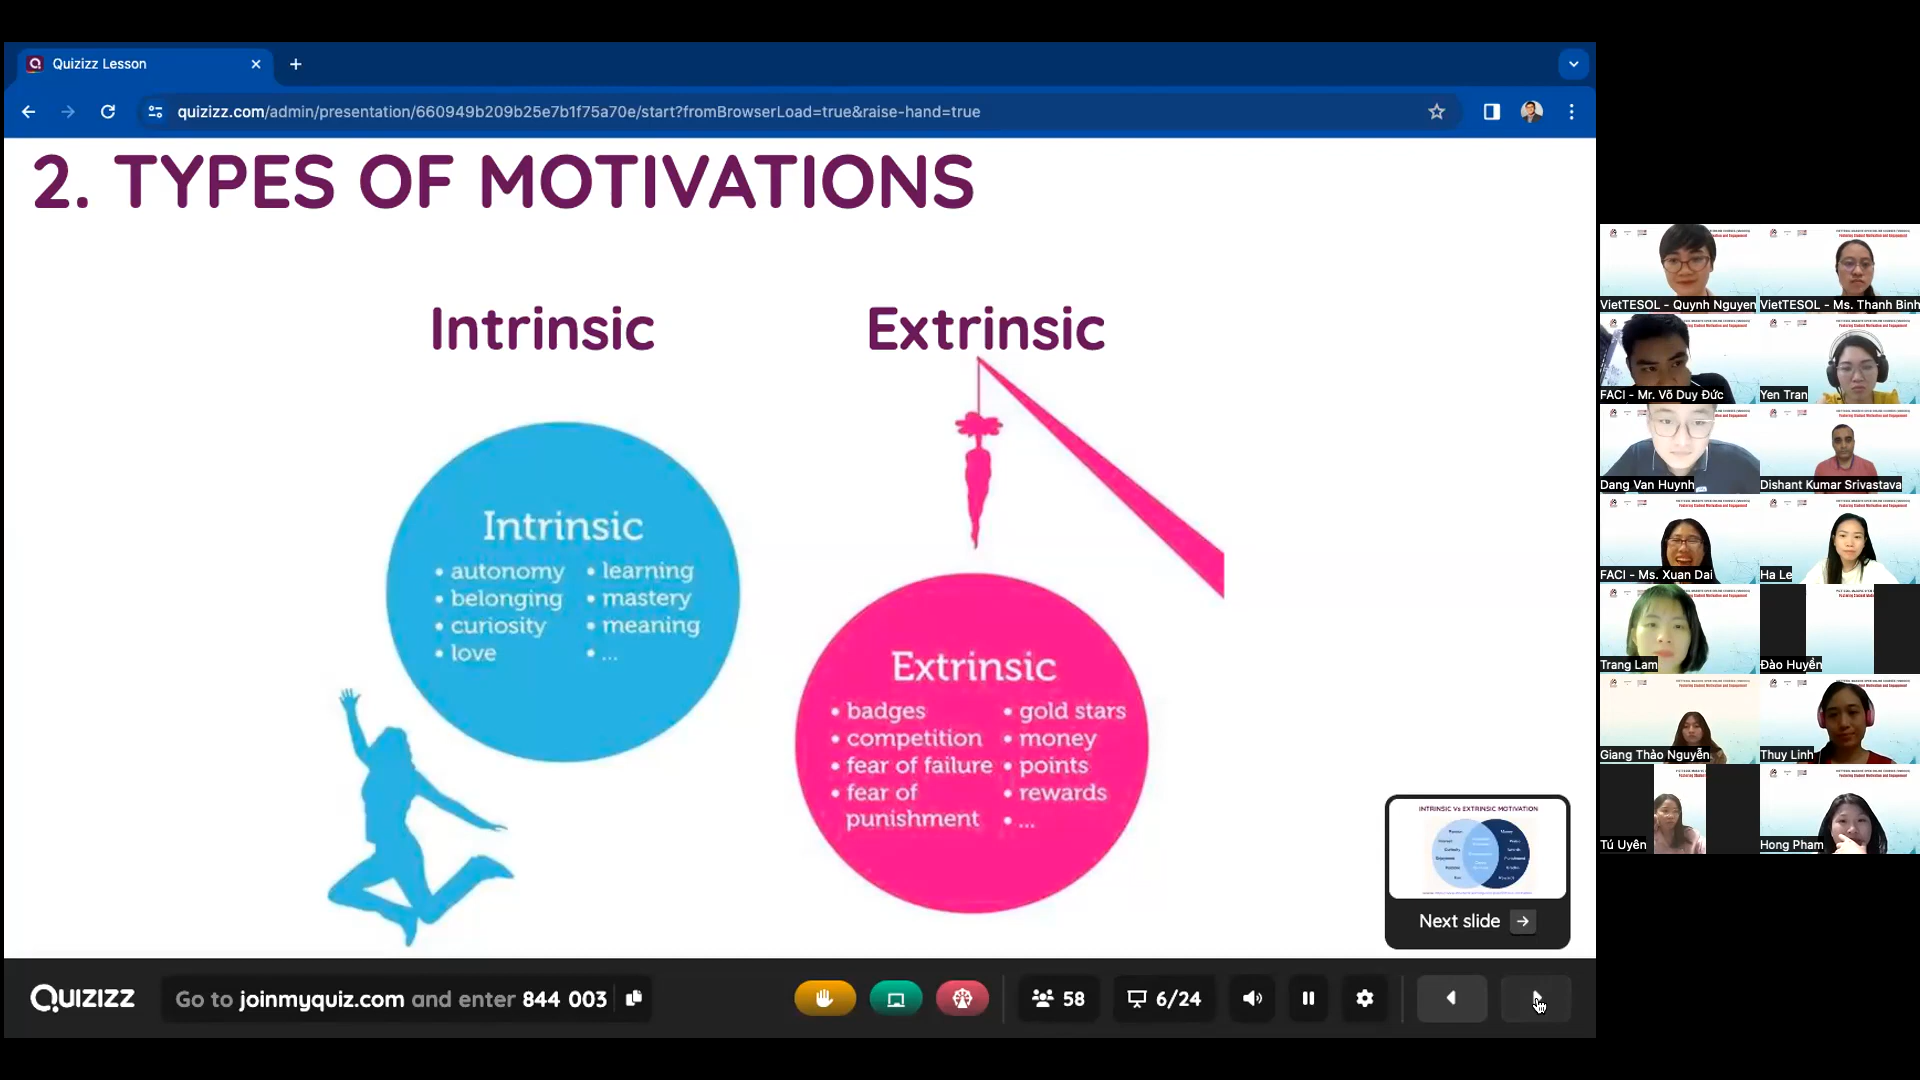 Quizizz Lesson
quizizz.com/admin/presentation/660949b209b25e7b1f75a70e/start?fromBrowserLoad=true&raise-hand=true
2. TYPES OF MOTIVATIONS
Intrinsic
Extrinsic
Intrinsic
• autonomy
• belonging
• curiosity
• love
• learning
• mastery
• meaning
• ...
Extrinsic
• badges
• competition
• fear of failure
• fear of
punishment
• gold stars
• money
• points
• rewards
• ...
INTRINSIC Vs EXTRINSIC MOTIVATION
Next slide
QUIZIZZ
Go to joinmyquiz.com and enter 844 003
58
6/24
VietTESOL - Quynh Nguyen
VietTESOL - Ms. Thanh Binh
FACI - Mr. Võ Duy Đức
Yen Tran
Dang Van Huynh
Dishant Kumar Srivastava
FACI - Ms. Xuan Dai
Ha Le
Trang Lam
Đào Huyền
Giang Thảo Nguyễn
Thuy Linh
Tú Uyên
Hong Pham